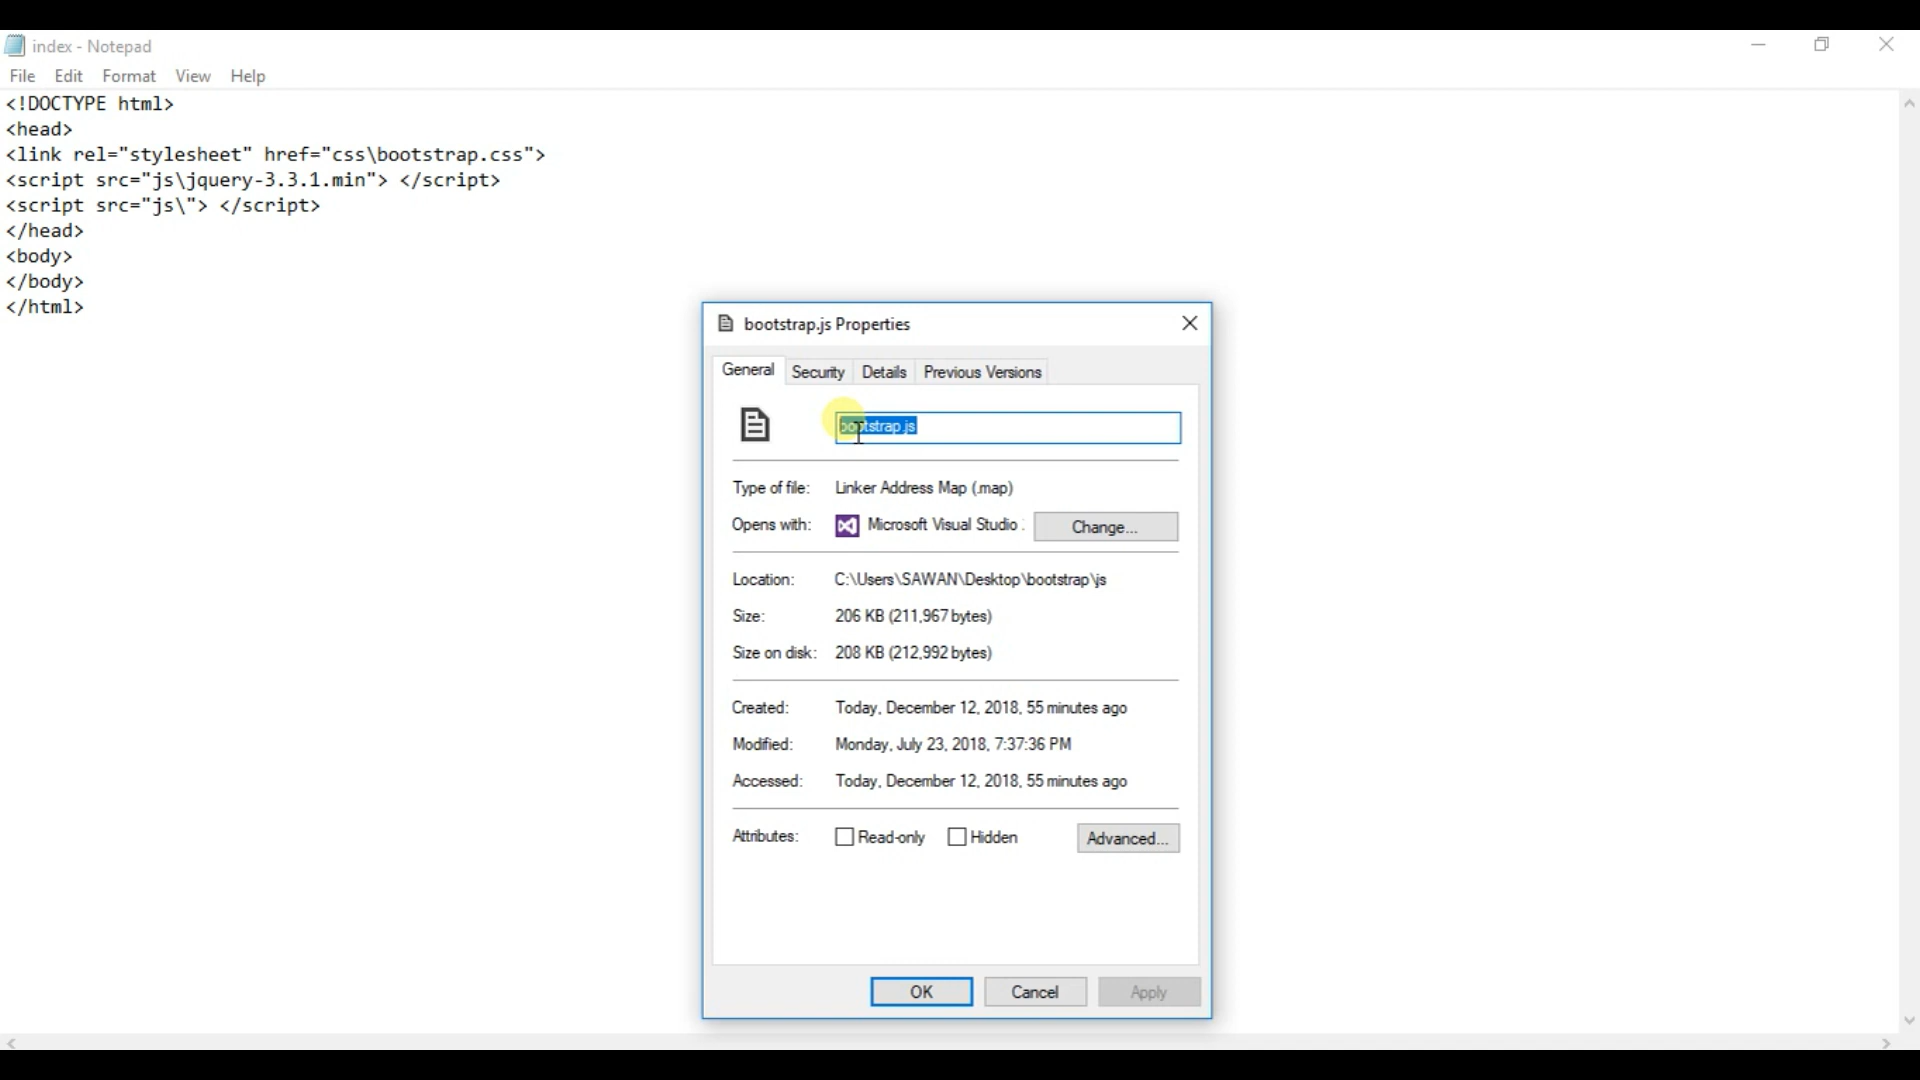 index - Notepad
File Edit Format View Help
<!DOCTYPE html>
<head>
<link rel="stylesheet" href="css\bootstrap.css">
<script src="js\jquery-3.3.1.min"> </script>
<script src="js\"> </script>
</head>
<body>
</body>
</html>
bootstrap.js Properties
General Security Details Previous Versions
bootstrap.js
Type of file: Linker Address Map (.map)
Opens with: Microsoft Visual Studio Change...
Location: C:\Users\SAWAN\Desktop\bootstrap\js
Size: 206 KB (211,967 bytes)
Size on disk: 208 KB (212,992 bytes)
Created: Today, December 12, 2018, 55 minutes ago
Modified: Monday, July 23, 2018, 7:37:36 PM
Accessed: Today, December 12, 2018, 55 minutes ago
Attributes: Read-only Hidden Advanced...
OK Cancel Apply